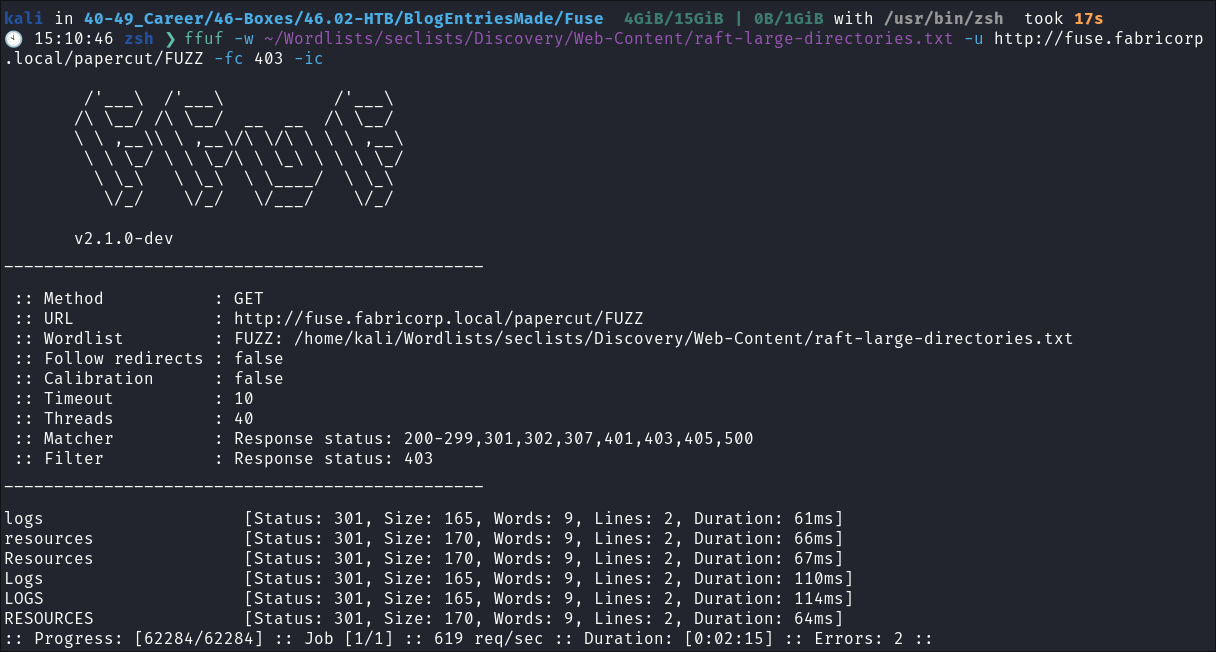 kali in 40-49_Career/46-Boxes/46.02-HTB/BlogEntriesMade/Fuse  4GiB/15GiB | 0B/1GiB with /usr/bin/zsh  took 17s
🕙 15:10:46 zsh ❯ ffuf -w ~/Wordlists/seclists/Discovery/Web-Content/raft-large-directories.txt -u http://fuse.fabricorp
.local/papercut/FUZZ -fc 403 -ic
        /'___\  /'___\           /'___\
       /\ \__/ /\ \__/  __  __  /\ \__/
       \ \ ,__\\ \ ,__\/\ \/\ \ \ \ ,__\
        \ \ \_/ \ \ \_/\ \ \_\ \ \ \ \_/
         \ \_\   \ \_\  \ \____/  \ \_\
          \/_/    \/_/   \/___/    \/_/
       v2.1.0-dev
________________________________________________
 :: Method           : GET
 :: URL              : http://fuse.fabricorp.local/papercut/FUZZ
 :: Wordlist         : FUZZ: /home/kali/Wordlists/seclists/Discovery/Web-Content/raft-large-directories.txt
 :: Follow redirects : false
 :: Calibration      : false
 :: Timeout          : 10
 :: Threads          : 40
 :: Matcher          : Response status: 200-299,301,302,307,401,403,405,500
 :: Filter           : Response status: 403
________________________________________________
logs                    [Status: 301, Size: 165, Words: 9, Lines: 2, Duration: 61ms]
resources               [Status: 301, Size: 170, Words: 9, Lines: 2, Duration: 66ms]
Resources               [Status: 301, Size: 170, Words: 9, Lines: 2, Duration: 67ms]
Logs                    [Status: 301, Size: 165, Words: 9, Lines: 2, Duration: 110ms]
LOGS                    [Status: 301, Size: 165, Words: 9, Lines: 2, Duration: 114ms]
RESOURCES               [Status: 301, Size: 170, Words: 9, Lines: 2, Duration: 64ms]
:: Progress: [62284/62284] :: Job [1/1] :: 619 req/sec :: Duration: [0:02:15] :: Errors: 2 ::